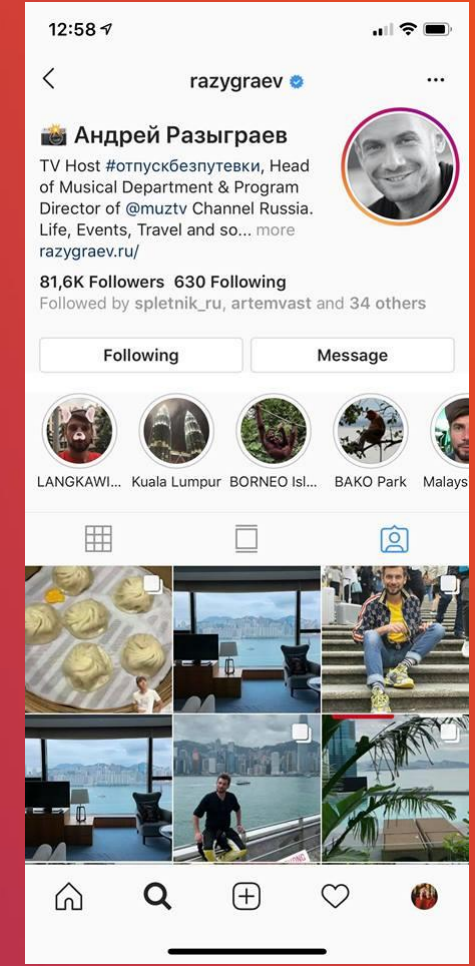 12:58
razygraev
Андрей Разыграев
TV Host #отпускбезпутевки, Head
of Musical Department & Program
Director of @muztv Channel Russia.
Life, Events, Travel and so... more
razygraev.ru/
81,6K Followers 630 Following
Followed by spletnik_ru, artemvast and 34 others
Following Message
LANGKAWI... Kuala Lumpur BORNEO Isl... BAKO Park Malays